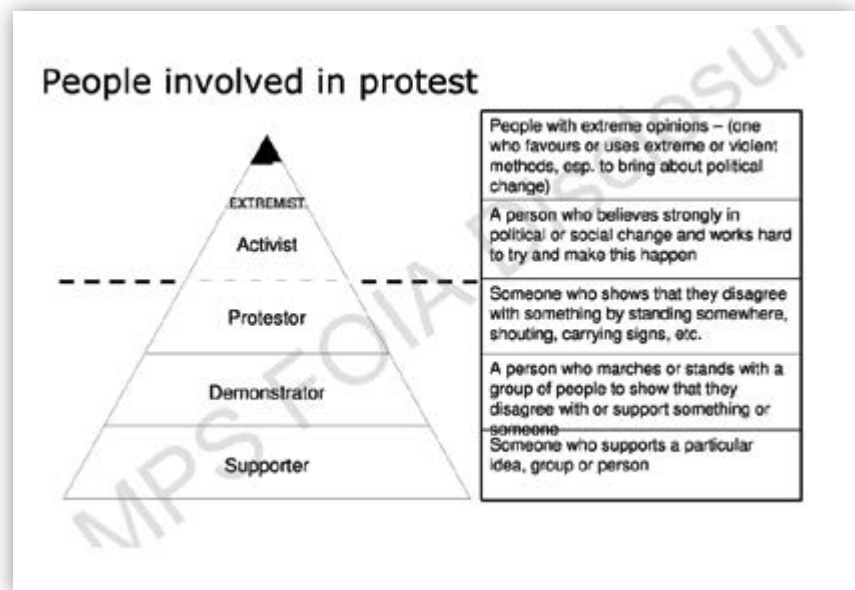 People involved in protest
EXTREMIST
Activist
Protestor
Demonstrator
Supporter
People with extreme opinions – (one
who favours or uses extreme or violent
methods, esp. to bring about political
change)
A person who believes strongly in
political or social change and works hard
to try and make this happen
Someone who shows that they disagree
with something by standing somewhere,
shouting, carrying signs, etc.
A person who marches or stands with a
group of people to show that they
disagree with or support something or
someone
Someone who supports a particular
idea, group or person
MPS FOIA Disclosur